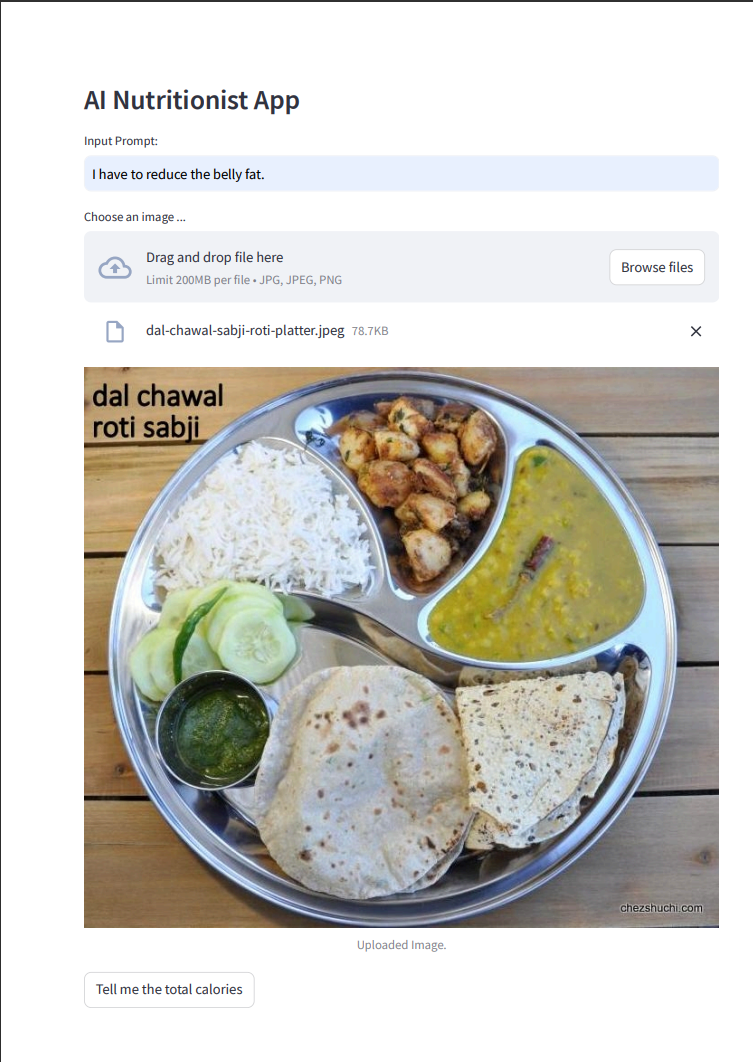 AI Nutritionist App
Input Prompt:
I have to reduce the belly fat.
Choose an image ...
Drag and drop file here
Limit 200MB per file • JPG, JPEG, PNG
Browse files
dal-chawal-sabji-roti-platter.jpeg 78.7KB
dal chawal
roti sabji
chezshuchi.com
Uploaded Image.
Tell me the total calories